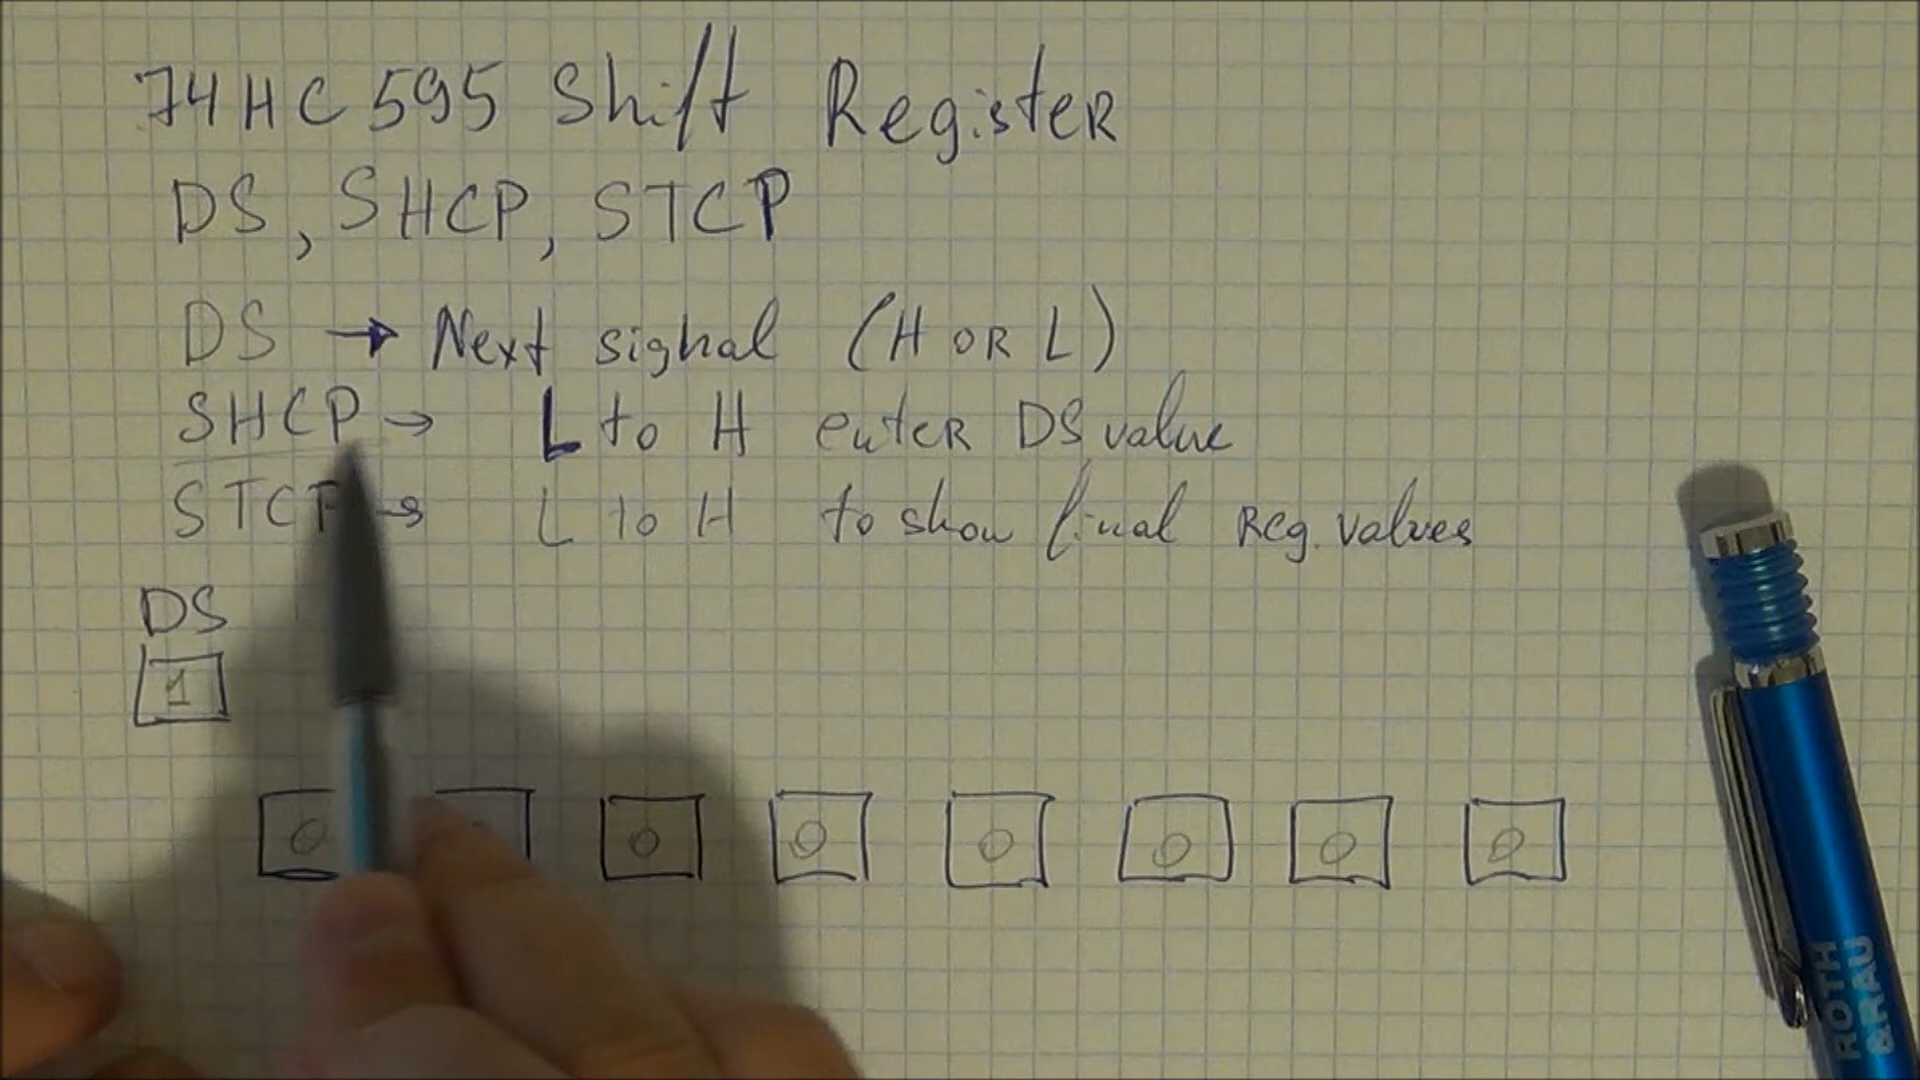 74HC595 Shift Register
DS, SHCP, STCP
DS → Next signal (H OR L)
SHCP → L to H enter DS value
STCP → L to H to show final Reg. values
DS
1
0 0 0 0 0 0 0
ROTH
&RAU